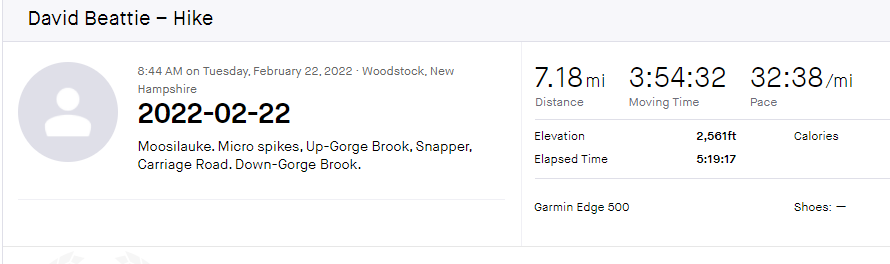 David Beattie – Hike
8:44 AM on Tuesday, February 22, 2022 · Woodstock, New
Hampshire
2022-02-22
Moosilauke. Micro spikes, Up-Gorge Brook, Snapper,
Carriage Road. Down-Gorge Brook.
7.18 mi 3:54:32 32:38 /mi
Distance Moving Time Pace
Elevation 2,561ft Calories
Elapsed Time 5:19:17
Garmin Edge 500 Shoes: —